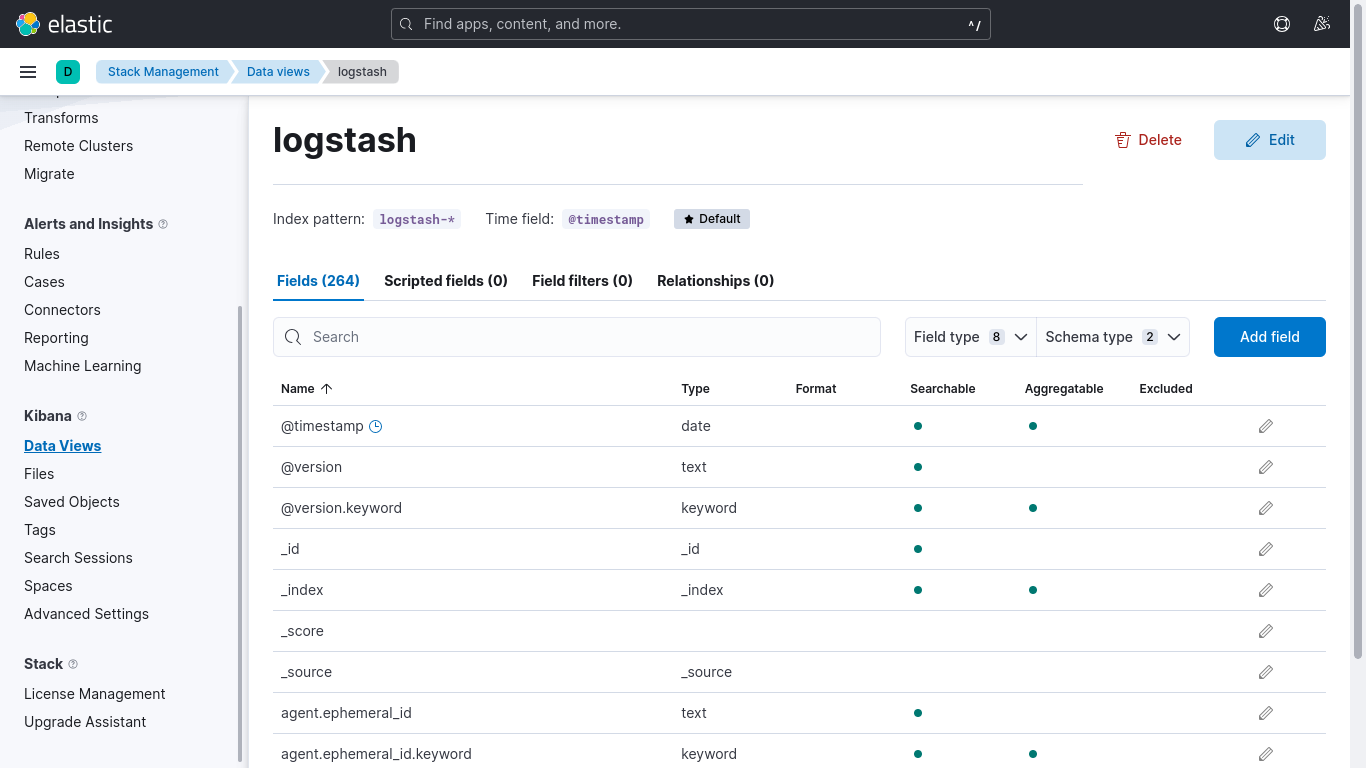 elastic
Find apps, content, and more.
^/
D
Stack Management
Data views
logstash
Transforms
Remote Clusters
Migrate
Alerts and Insights
Rules
Cases
Connectors
Reporting
Machine Learning
Kibana
Data Views
Files
Saved Objects
Tags
Search Sessions
Spaces
Advanced Settings
Stack
License Management
Upgrade Assistant
logstash
Delete
Edit
Index pattern: logstash-* Time field: @timestamp Default
Fields (264) Scripted fields (0) Field filters (0) Relationships (0)
Search
Field type 8
Schema type 2
Add field
Name Type Format Searchable Aggregatable Excluded
@timestamp date
@version text
@version.keyword keyword
_id _id
_index _index
_score
_source _source
agent.ephemeral_id text
agent.ephemeral_id.keyword keyword